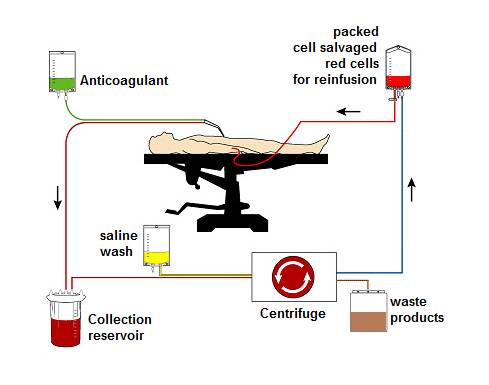 packed
cell salvaged
red cells
for reinfusion
Anticoagulant
saline
wash
Collection
reservoir
Centrifuge
waste
products